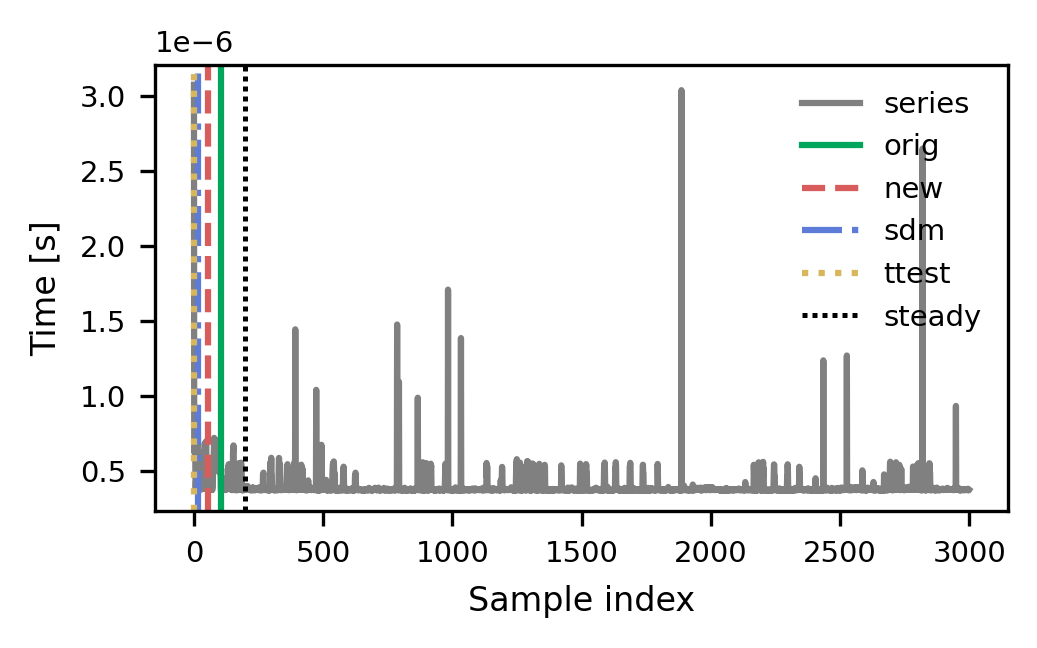 1e−6
3.0
2.5
2.0
1.5
1.0
0.5
Time [s]
series
orig
new
sdm
ttest
steady
0 500 1000 1500 2000 2500 3000
Sample index